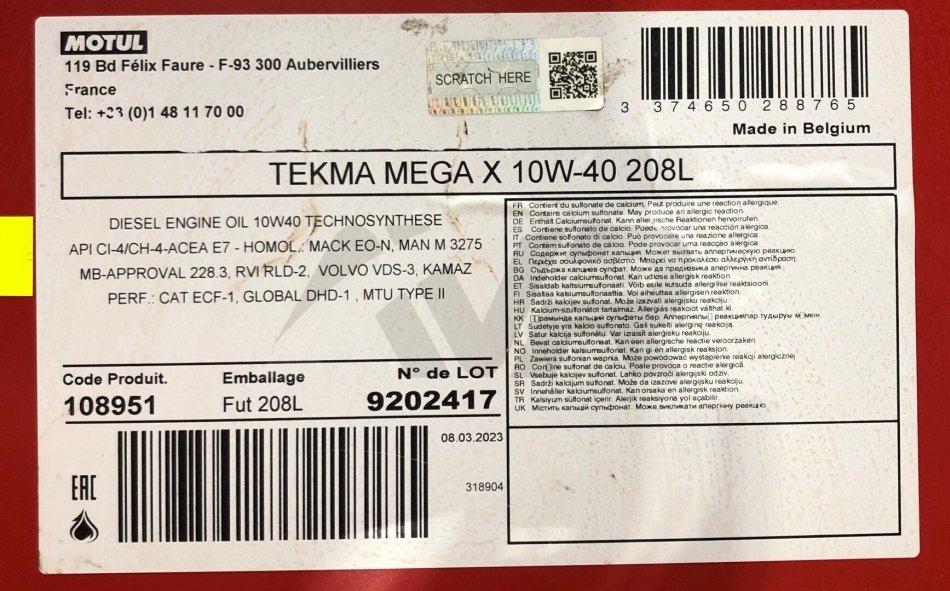 MOTUL
119 Bd Félix Faure - F-93 300 Aubervilliers
France
Tel: +33 (0)1 48 11 70 00
SCRATCH HERE
3 374650 288765
Made in Belgium
TEKMA MEGA X 10W-40 208L
DIESEL ENGINE OIL 10W40 TECHNOSYNTHESE
API CI-4/CH-4-ACEA E7 - HOMOL.: MACK EO-N, MAN M 3275
MB-APPROVAL 228.3, RVI RLD-2, VOLVO VDS-3, KAMAZ
PERF.: CAT ECF-1, GLOBAL DHD-1 , MTU TYPE II
Code Produit. Emballage N° de LOT
108951 Fut 208L 9202417
08.03.2023
318904
EAC
FR Contient du sulfonate de calcium. Peut produire une réaction allergique.
EN Contains calcium sulfonate. May produce an allergic reaction.
DE Enthält Calciumsulfonat. Kann allergische Reaktionen hervorrufen.
ES Contiene sulfonato de calcio. Puede provocar una reacción alérgica.
IT Contiene solfonato di calcio. Può provocare una reazione allergica.
PT Contém sulfonato de cálcio. Pode provocar uma reacção alérgica.
RU Содержит сульфонат кальция. Может вызвать аллергическую реакцию
EL Περιέχει σουλφονικό ασβέστιο. Μπορεί να προκαλέσει αλλεργική αντίδραση.
BG Съдържа калциев сулфат. Може да предизвика алергична реакция.
DA Indeholder calciumsulfonat. Kan udløse allergisk reaktion.
ET Sisaldab kaltsiumsulfonaati. Võib esile kutsuda allergilise reaktsiooni.
FI Sisältää kalsiumsulfonaattia. Voi aiheuttaa allergisen reaktion.
HR Sadrži kalcijev sulfonat. Može izazvati alergijsku reakciju.
HU Kalcium-szulfonátot tartalmaz. Allergiás reakciót válthat ki.
KK рамында кальций сульфаты бар. Аллергиялы реакциялар тудыруы м мкін.
LT Sudėtyje yra kalcio sulfonato. Gali sukelti alerginę reakciją.
LV Satur kalcija sulfonātu. Var izraisīt alerģisku reakciju.
NL Bevat calciumsulfonaat. Kan een allergische reactie veroorzaken.
NO Inneholder kalsiumsulfonat. Kan gi en allergisk reaksjon.
PL Zawiera sulfonian wapnia. Może powodować wystąpienie reakcji alergicznej
RO Con ine sulfonat de calciu. Poate provoca o reacție alergică.
SL Vsebuje kalcijev sulfonat. Lahko povzroči alergijski odziv.
SR Sadrži kalcijum sulfonat. Može da izazove alergijsku reakciju.
SV Innehåller kalciumsulfonat. Kan orsaka en allergisk reaktion.
TR Kalsiyum sülfonat içerir. Alerjik reaksiyona yol açabilir.
UK Містить кальцій сульфонат. Може викликати алергічну реакцію